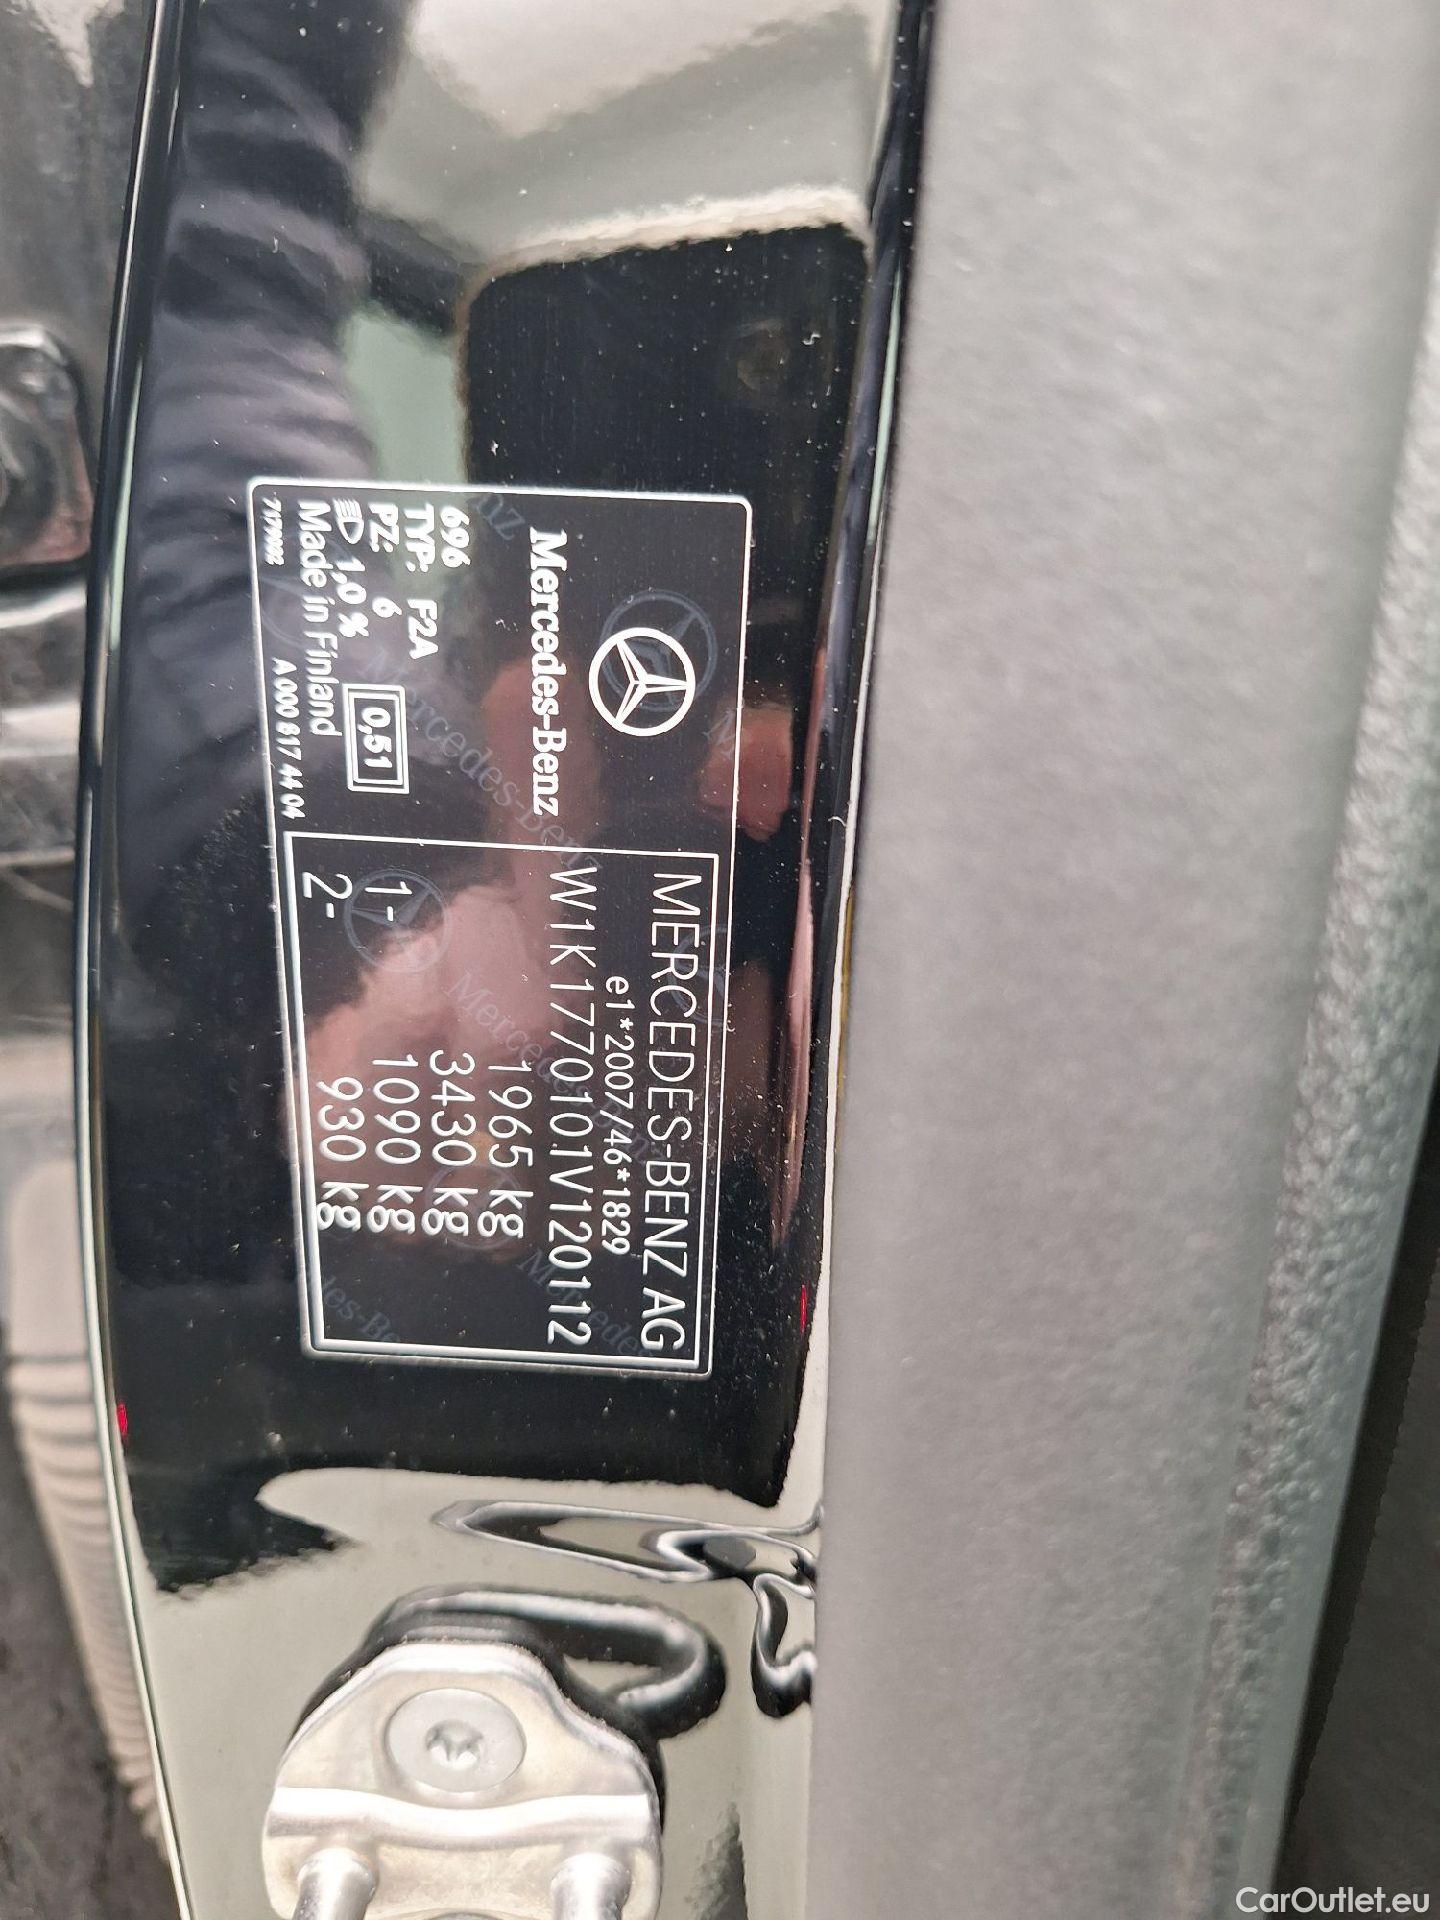 Mercedes-Benz
696
TYP: F2A
PZ: 6
1,0 %
0,51
Made in Finland
7179002
A 000 817 44 04
MERCEDES-BENZ AG
e1*2007/46*1829
W1K1770101V120112
1965 kg
3430 kg
1- 1090 kg
2- 930 kg
CarOutlet.eu